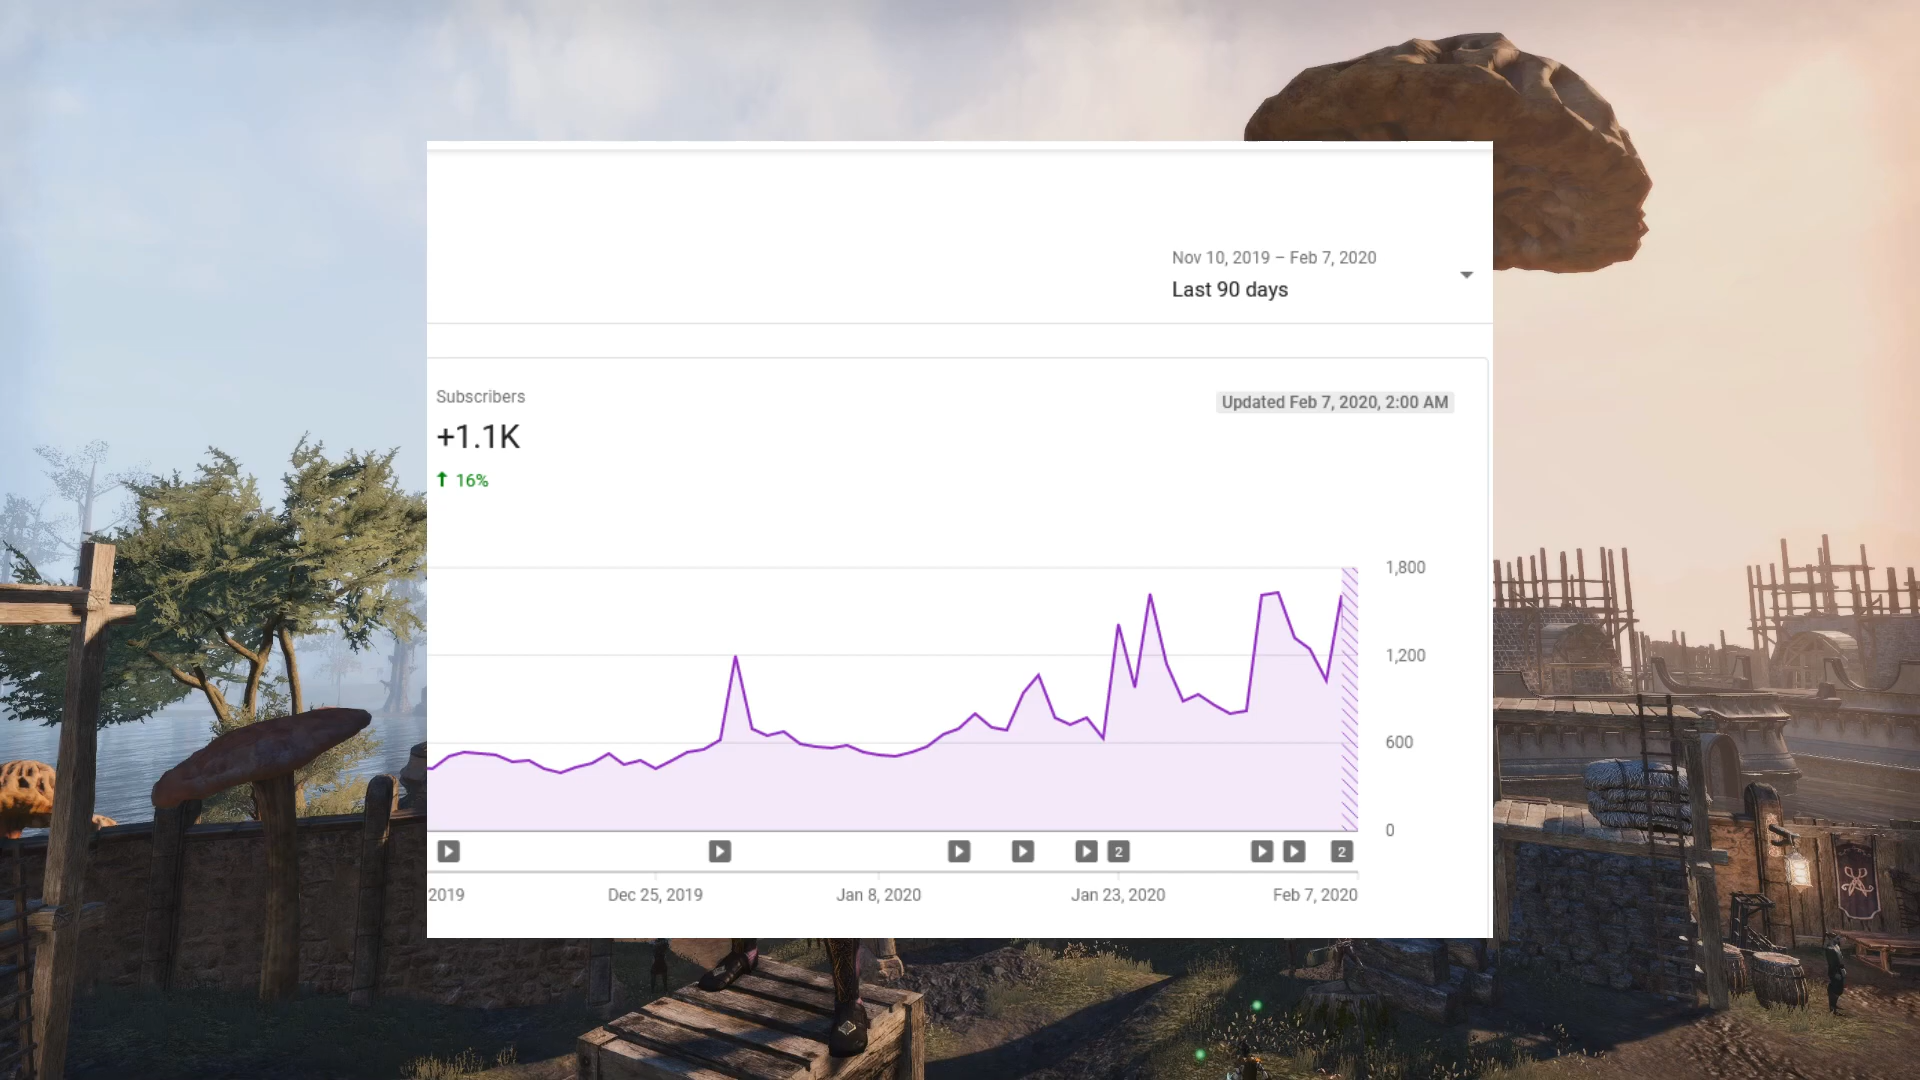 Nov 10, 2019 – Feb 7, 2020
Last 90 days
Subscribers
Updated Feb 7, 2020, 2:00 AM
+1.1K
16%
1,800
1,200
600
0
2
2
2019
Dec 25, 2019
Jan 8, 2020
Jan 23, 2020
Feb 7, 2020